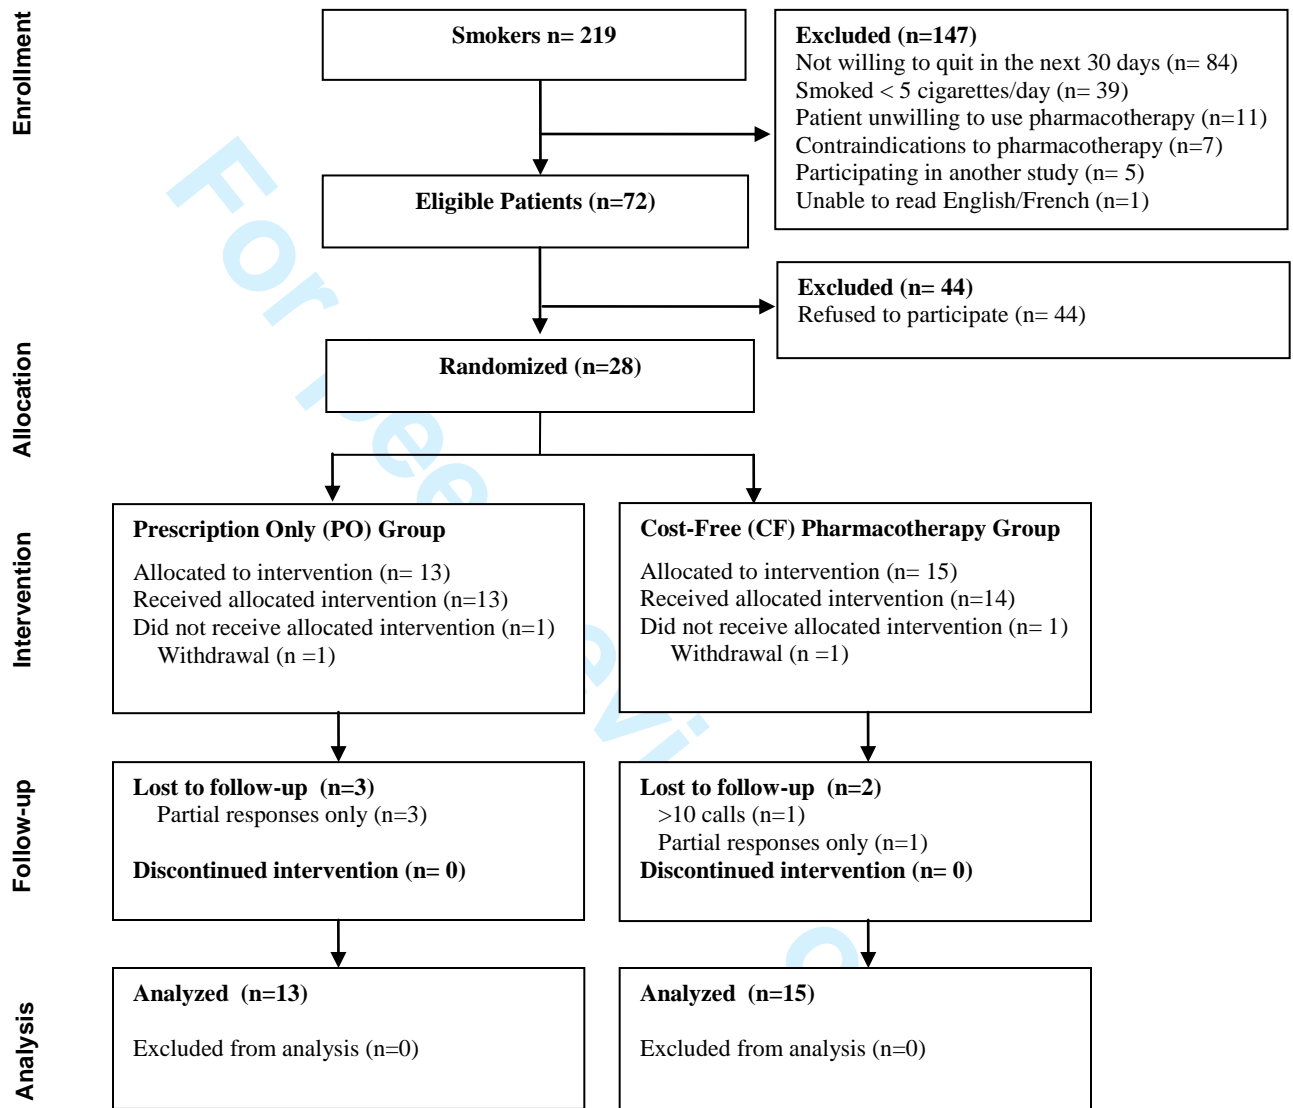 Enrollment
Smokers n= 219
Excluded (n=147)
Not willing to quit in the next 30 days (n= 84)
Smoked < 5 cigarettes/day (n= 39)
Patient unwilling to use pharmacotherapy (n=11)
Contraindications to pharmacotherapy (n=7)
Participating in another study (n= 5)
Unable to read English/French (n=1)
Eligible Patients (n=72)
Excluded (n= 44)
Refused to participate (n= 44)
Allocation
Randomized (n=28)
Intervention
Prescription Only (PO) Group
Allocated to intervention (n= 13)
Received allocated intervention (n=13)
Did not receive allocated intervention (n=1)
Withdrawal (n =1)
Cost-Free (CF) Pharmacotherapy Group
Allocated to intervention (n= 15)
Received allocated intervention (n=14)
Did not receive allocated intervention (n= 1)
Withdrawal (n =1)
Follow-up
Lost to follow-up  (n=3)
Partial responses only (n=3)
Discontinued intervention (n= 0)
Lost to follow-up  (n=2)
>10 calls (n=1)
Partial responses only (n=1)
Discontinued intervention (n= 0)
Analysis
Analyzed  (n=13)
Excluded from analysis (n=0)
Analyzed  (n=15)
Excluded from analysis (n=0)
For